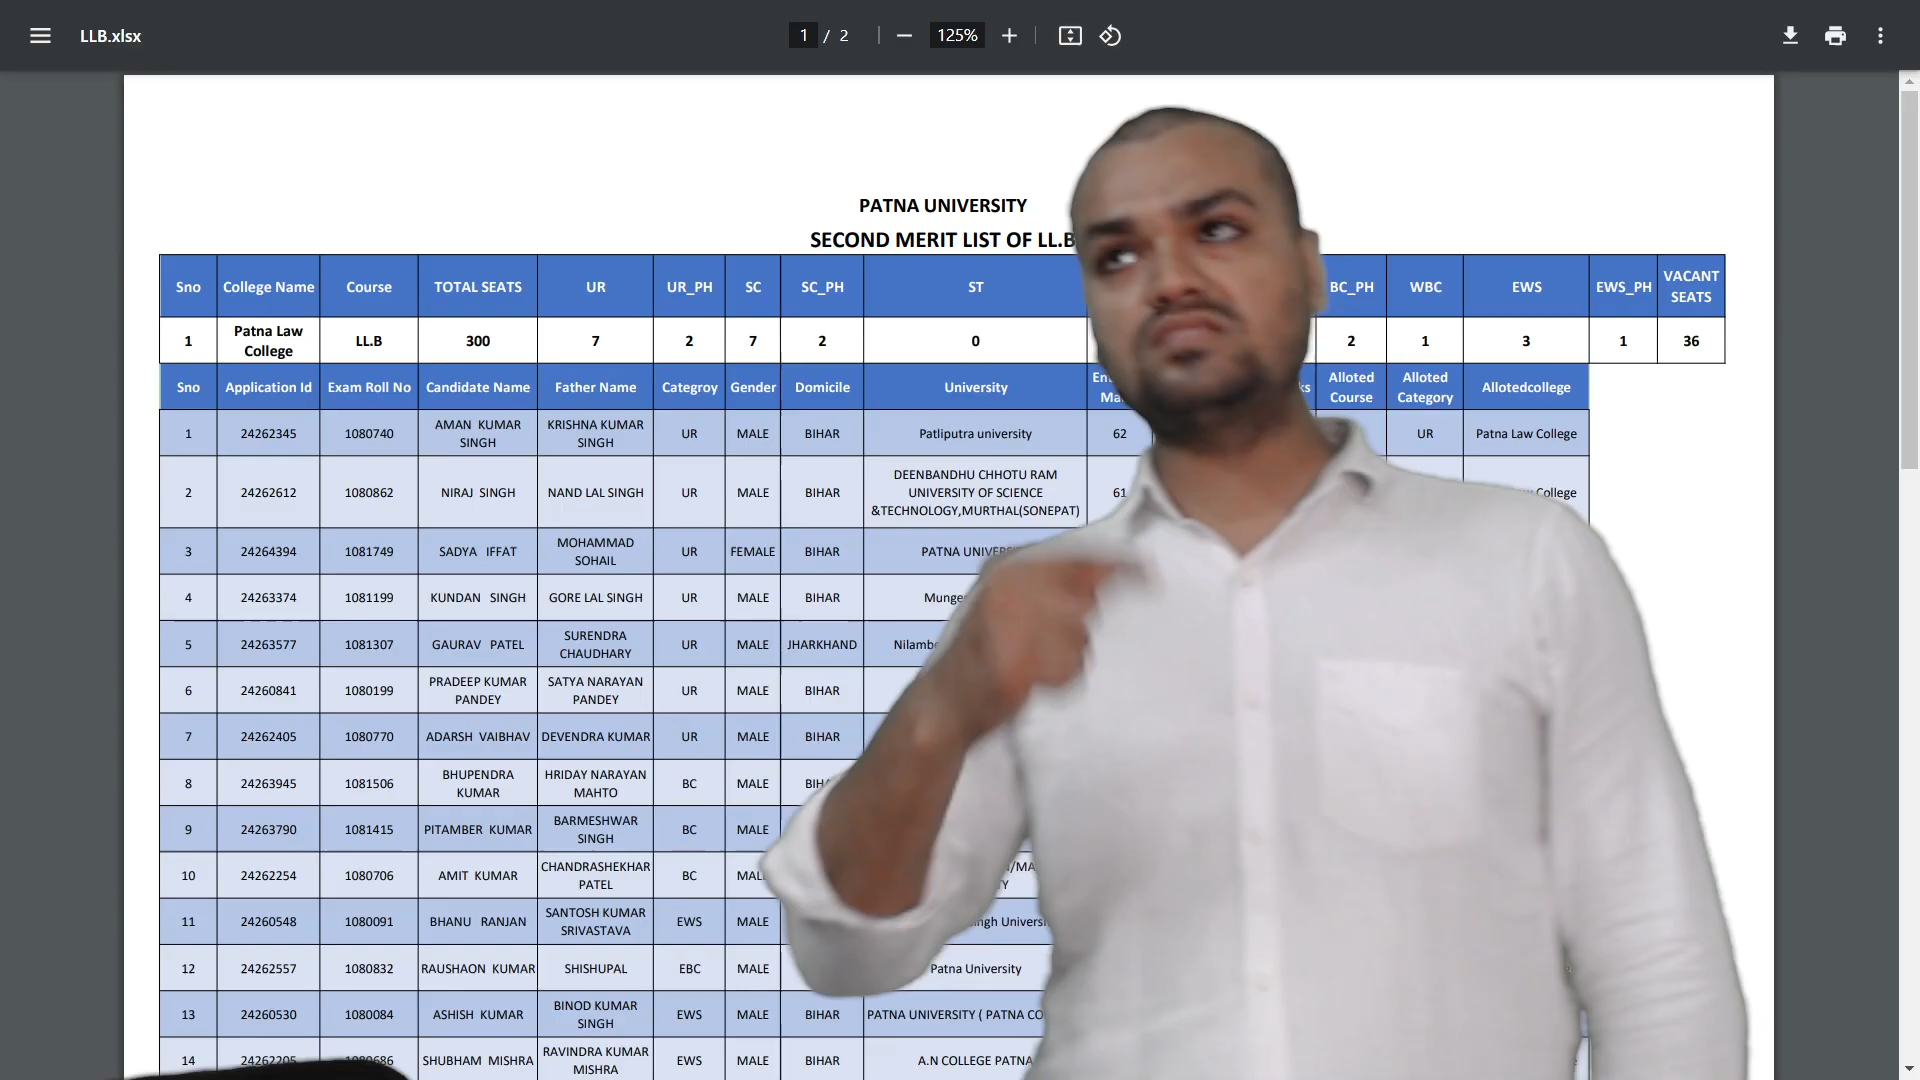 LLB.xlsx
1 / 2
125%
PATNA UNIVERSITY
SECOND MERIT LIST OF LL.B
Sno College Name Course TOTAL SEATS UR UR_PH SC SC_PH ST BC_PH WBC EWS EWS_PH VACANT SEATS
1 Patna Law College LL.B 300 7 2 7 2 0 2 1 3 1 36
Sno Application Id Exam Roll No Candidate Name Father Name Categroy Gender Domicile University Alloted Course Alloted Category Allotedcollege
1 24262345 1080740 AMAN KUMAR SINGH KRISHNA KUMAR SINGH UR MALE BIHAR Patliputra university 62 UR Patna Law College
2 24262612 1080862 NIRAJ SINGH NAND LAL SINGH UR MALE BIHAR DEENBANDHU CHHOTU RAM UNIVERSITY OF SCIENCE &TECHNOLOGY,MURTHAL(SONEPAT) 61 College
3 24264394 1081749 SADYA IFFAT MOHAMMAD SOHAIL UR FEMALE BIHAR PATNA
4 24263374 1081199 KUNDAN SINGH GORE LAL SINGH UR MALE BIHAR
5 24263577 1081307 GAURAV PATEL SURENDRA CHAUDHARY UR MALE JHARKHAND
6 24260841 1080199 PRADEEP KUMAR PANDEY SATYA NARAYAN PANDEY UR MALE BIHAR
7 24262405 1080770 ADARSH VAIBHAV DEVENDRA KUMAR UR MALE BIHAR
8 24263945 1081506 BHUPENDRA KUMAR HRIDAY NARAYAN MAHTO BC MALE
9 24263790 1081415 PITAMBER KUMAR BARMESHWAR SINGH BC MALE
10 24262254 1080706 AMIT KUMAR CHANDRASHEKHAR PATEL BC
11 24260548 1080091 BHANU RANJAN SANTOSH KUMAR SRIVASTAVA EWS MALE
12 24262557 1080832 RAUSHAON KUMAR SHISHUPAL EBC MALE Patna University
13 24260530 1080084 ASHISH KUMAR BINOD KUMAR SINGH EWS MALE BIHAR PATNA UNIVERSITY ( PATNA
14 24262205 SHUBHAM MISHRA RAVINDRA KUMAR MISHRA EWS MALE BIHAR A.N COLLEGE PATNA